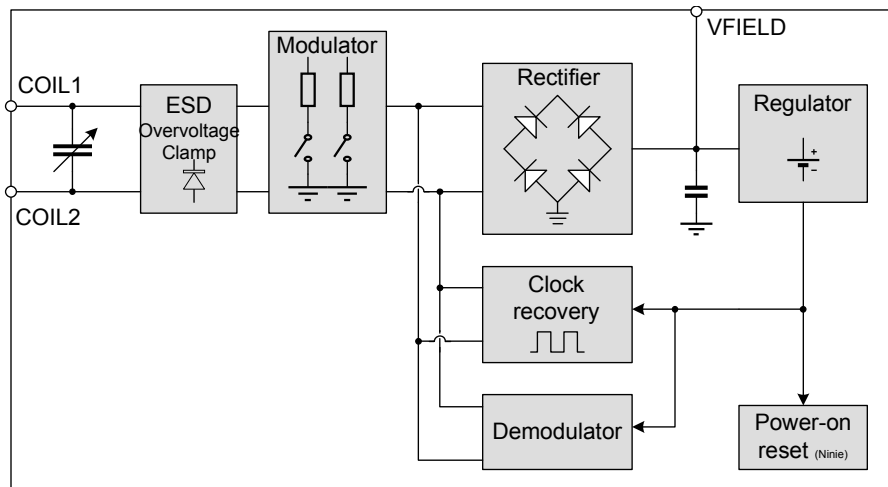 VFIELD
Modulator
COIL1
ESD
Overvoltage
Clamp
Rectifier
Regulator
+
−
COIL2
Clock
recovery
Demodulator
Power-on
reset (Ninie)